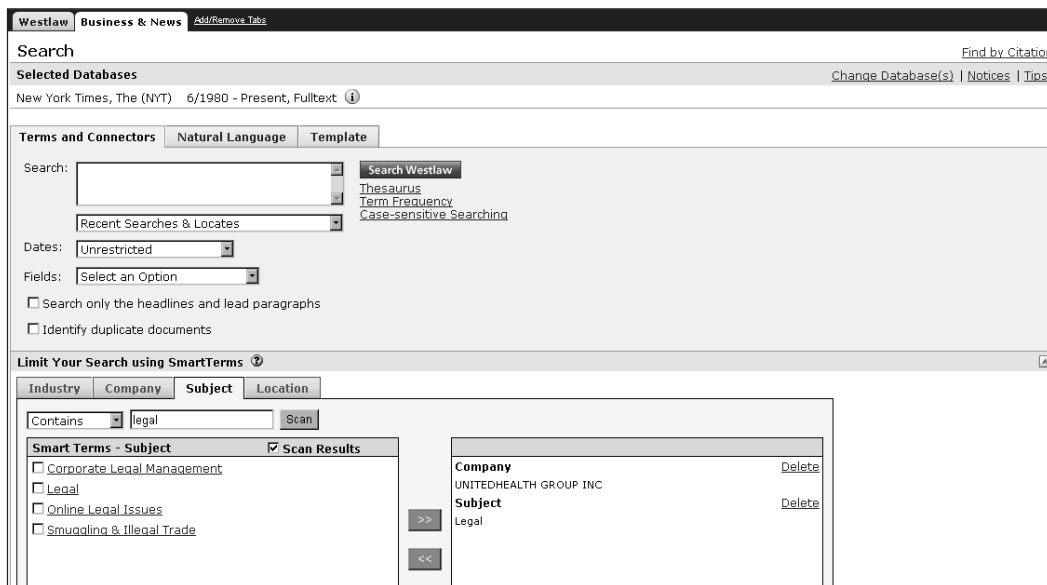 Westlaw Business & News Add/Remove Tabs
Search Find by Citatio
Selected Databases Change Database(s) | Notices | Tips
New York Times, The (NYT) 6/1980 - Present, Fulltext i
Terms and Connectors Natural Language Template
Search: Search Westlaw
Thesaurus
Term Frequency
Case-sensitive Searching
Recent Searches & Locates
Dates: Unrestricted
Fields: Select an Option
Search only the headlines and lead paragraphs
Identify duplicate documents
Limit Your Search using SmartTerms ?
Industry Company Subject Location
Contains legal Scan
Smart Terms - Subject Scan Results
Corporate Legal Management
Legal
Online Legal Issues
Smuggling & Illegal Trade
>>
<<
Company Delete
UNITEDHEALTH GROUP INC
Subject Delete
Legal